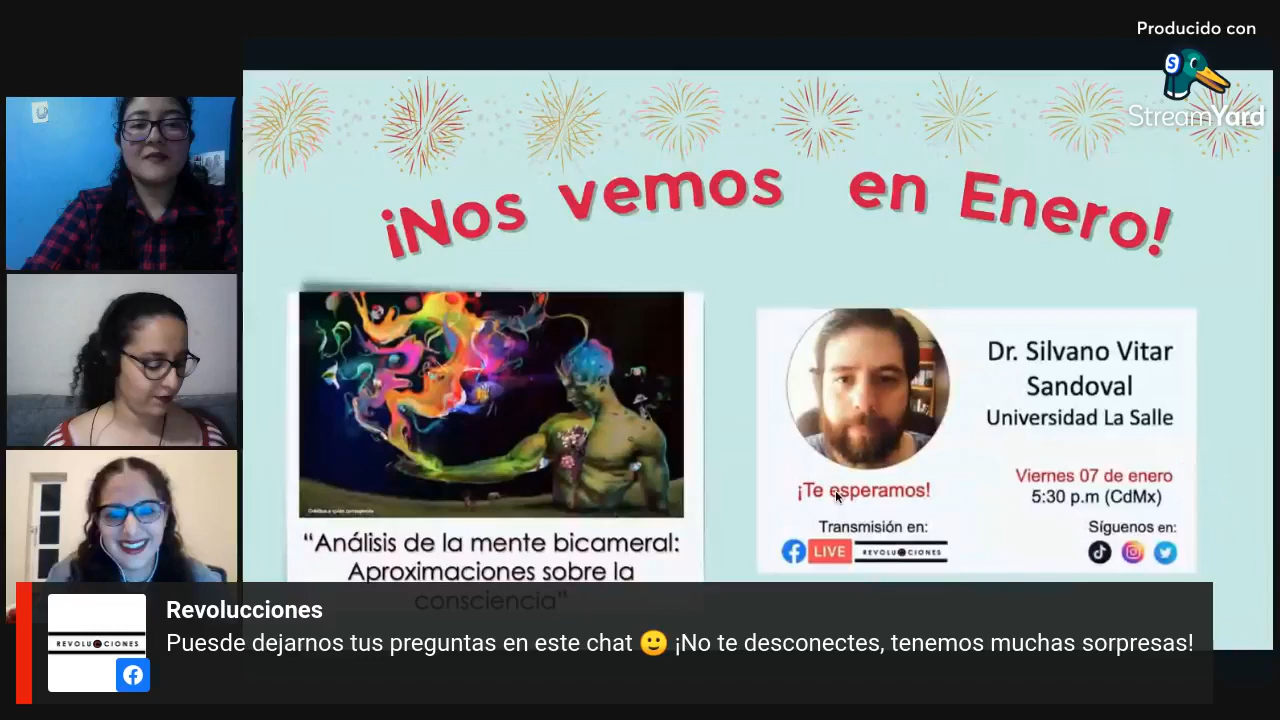 Producido con
StreamYard
¡Nos vemos en Enero!
"Análisis de la mente bicameral:
Aproximaciones sobre la
consciencia"
Dr. Silvano Vitar
Sandoval
Universidad La Salle
Viernes 07 de enero
5:30 p.m (CdMx)
¡Te esperamos!
Transmisión en:
LIVE
REVOLUCCIONES
Síguenos en:
REVOLUCCIONES
Revolucciones
Puesde dejarnos tus preguntas en este chat 🙂 ¡No te desconectes, tenemos muchas sorpresas!